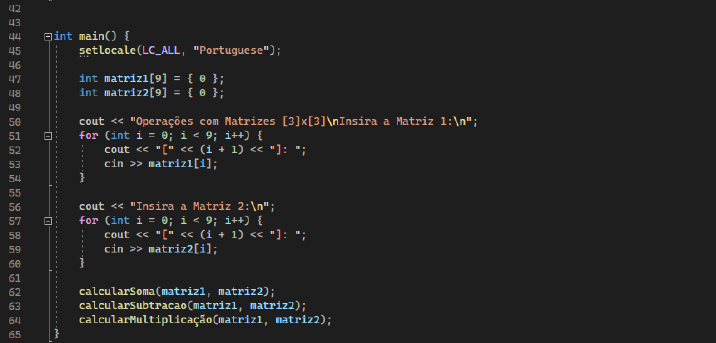 42
43
44 int main() {
45 setlocale(LC_ALL, "Portuguese");
46
47 int matriz1[9] = { 0 };
48 int matriz2[9] = { 0 };
49
50 cout << "Operações com Matrizes [3]x[3]\nInsira a Matriz 1:\n";
51 for (int i = 0; i < 9; i++) {
52 cout << "[" << (i + 1) << "]: ";
53 cin >> matriz1[i];
54 }
55
56 cout << "Insira a Matriz 2:\n";
57 for (int i = 0; i < 9; i++) {
58 cout << "[" << (i + 1) << "]: ";
59 cin >> matriz2[i];
60 }
61
62 calcularSoma(matriz1, matriz2);
63 calcularSubtracao(matriz1, matriz2);
64 calcularMultiplicação(matriz1, matriz2);
65 }